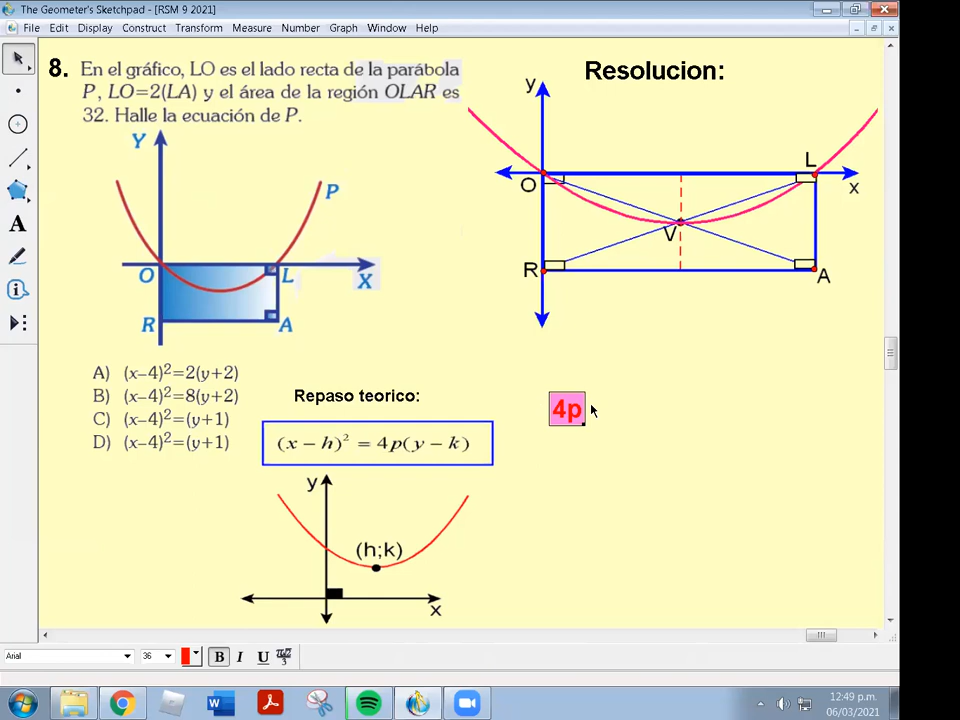 The Geometer's Sketchpad - [RSM 9 2021]
File Edit Display Construct Transform Measure Number Graph Window Help
8. En el gráfico, LO es el lado recta de la parábola
P, LO=2(LA) y el área de la región OLAR es
32. Halle la ecuación de P.
Y
P
O
L
X
R
A
A) (x–4)²=2(y+2)
B) (x–4)²=8(y+2)
C) (x–4)²=(y+1)
D) (x–4)²=(y+1)
Repaso teorico:
(x – h)² = 4p(y – k)
y
(h;k)
x
Resolucion:
y
L
O
x
V
R
A
4p
Arial
36
B I U
12:49 p.m.
06/03/2021